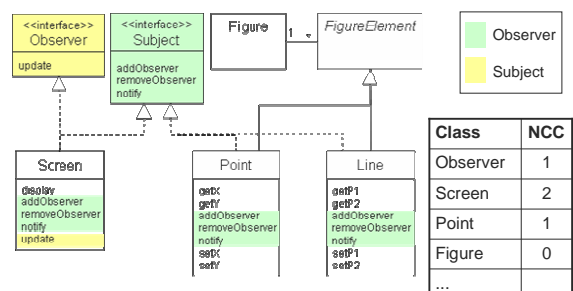 <<interface>>
Observer
update
<<interface>>
Subject
addObserver
removeObserver
notify
Figure
1
*
FigureElement
Observer
Subject
Screen
display
addObserver
removeObserver
notify
update
Point
getX
getY
addObserver
removeObserver
notify
setX
setY
Line
getP1
getP2
addObserver
removeObserver
notify
setP1
setP2
Class NCC
Observer 1
Screen 2
Point 1
Figure 0
...